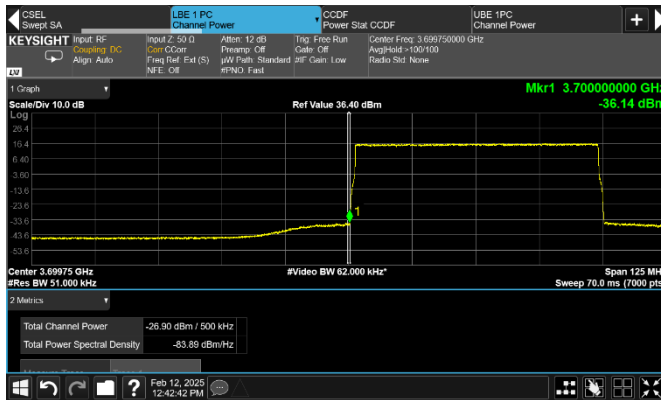 CSEL
Swept SA
LBE 1 PC
Channel Power
CCDF
Power Stat CCDF
UBE 1PC
Channel Power
KEYSIGHT
LXI
Input: RF
Coupling: DC
Align: Auto
Input Z: 50 Ω
Corr CCorr
Freq Ref: Ext (S)
NFE: Off
Atten: 12 dB
Preamp: Off
µW Path: Standard
#PNO: Fast
Trig: Free Run
Gate: Off
#IF Gain: Low
Center Freq: 3.699750000 GHz
Avg|Hold:>100/100
Radio Std: None
1 Graph
Mkr1 3.700000000 GHz
Scale/Div 10.0 dB
Ref Value 36.40 dBm
-36.14 dBm
Log
26.4
16.4
6.40
-3.60
-13.6
-23.6
-33.6
-43.6
-53.6
1
Center 3.69975 GHz
#Video BW 62.000 kHz*
Span 125 MH
#Res BW 51.000 kHz
Sweep 70.0 ms (7000 pts
2 Metrics
Total Channel Power -26.90 dBm / 500 kHz
Total Power Spectral Density -83.89 dBm/Hz
?
Feb 12, 2025
12:42:42 PM